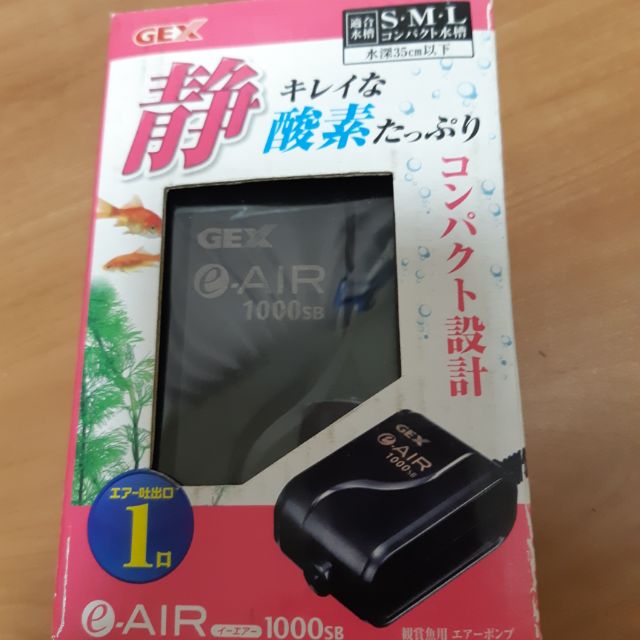 GEX
適合水槽
S・M・L
コンパクト水槽
水深35cm以下
静
キレイな
酸素たっぷり
コンパクト設計
GEX
e-AIR
1000SB
GEX
e-AIR
1000SB
エアー吐出口
1口
e-AIR イーエアー 1000SB
観賞魚用 エアーポンプ